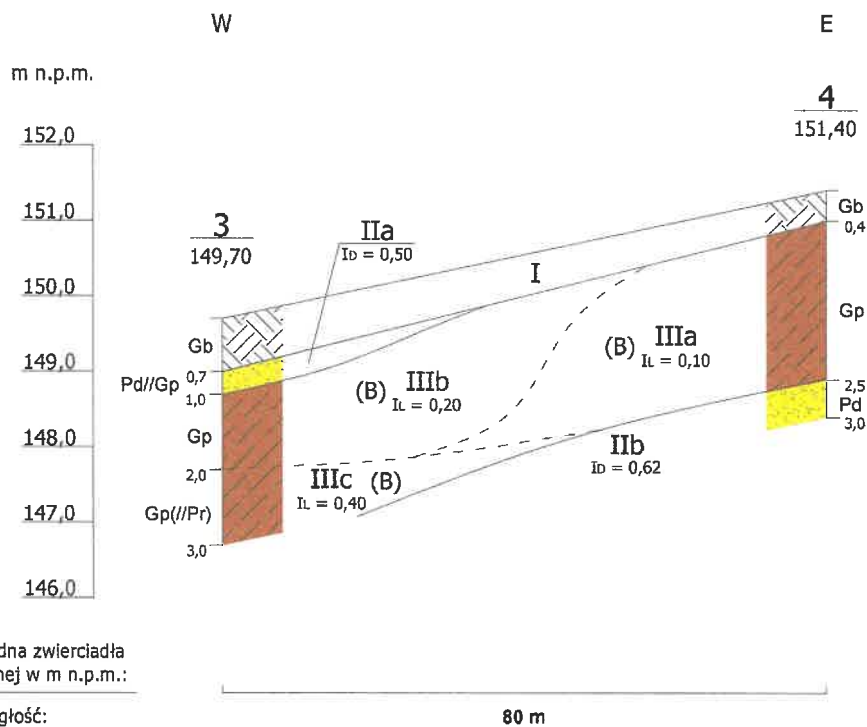 W
E
m n.p.m.
4
151,40
152,0
151,0
150,0
149,0
148,0
147,0
146,0
3
149,70
IIa
ID = 0,50
I
Gb
0,4
Gp
2,5
Pd
3,0
Gb
0,7
Pd//Gp
1,0
Gp
2,0
Gp(//Pr)
3,0
(B) IIIa
IL = 0,10
(B) IIIb
IL = 0,20
IIb
ID = 0,62
IIIc (B)
IL = 0,40
dna zwierciadła
nej w m n.p.m.:
głość:
80 m